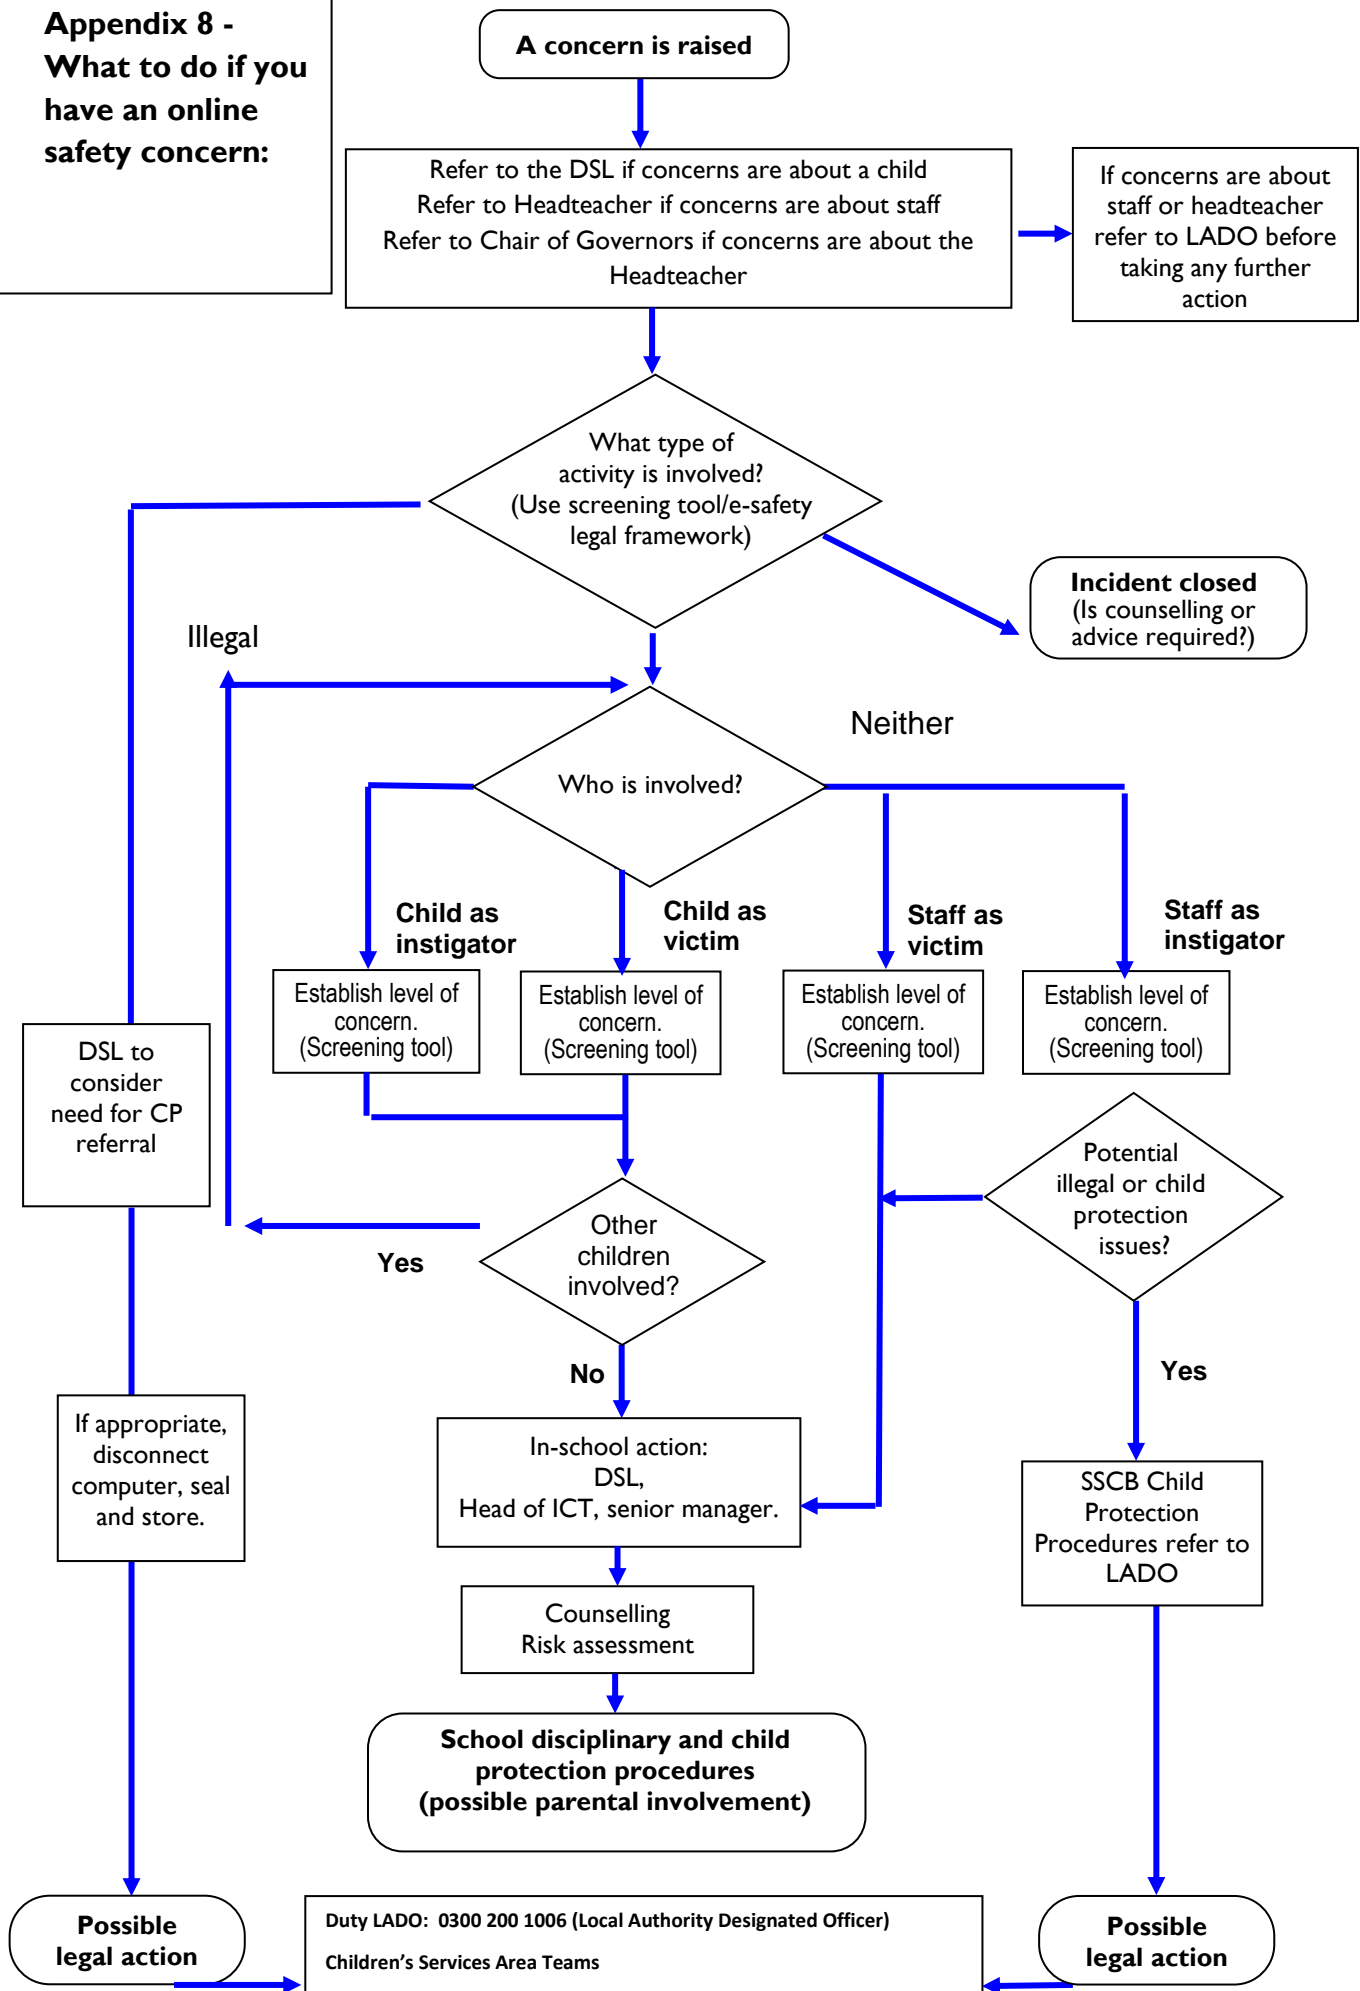 Appendix 8 -
What to do if you
have an online
safety concern:
A concern is raised
Refer to the DSL if concerns are about a child
Refer to Headteacher if concerns are about staff
Refer to Chair of Governors if concerns are about the
Headteacher
If concerns are about
staff or headteacher
refer to LADO before
taking any further
action
What type of
activity is involved?
(Use screening tool/e-safety
legal framework)
Incident closed
(Is counselling or
advice required?)
Illegal
Neither
Who is involved?
Child as
instigator
Child as
victim
Staff as
victim
Staff as
instigator
Establish level of
concern.
(Screening tool)
Establish level of
concern.
(Screening tool)
Establish level of
concern.
(Screening tool)
Establish level of
concern.
(Screening tool)
DSL to
consider
need for CP
referral
Potential
illegal or child
protection
issues?
Other
children
involved?
Yes
No
Yes
If appropriate,
disconnect
computer, seal
and store.
In-school action:
DSL,
Head of ICT, senior manager.
SSCB Child
Protection
Procedures refer to
LADO
Counselling
Risk assessment
School disciplinary and child
protection procedures
(possible parental involvement)
Possible
legal action
Duty LADO: 0300 200 1006 (Local Authority Designated Officer)
Children's Services Area Teams
Possible
legal action